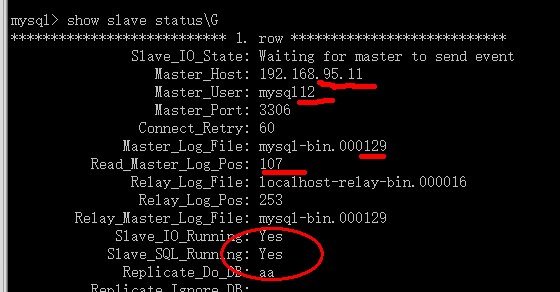 mysql> show slave status\G
*************************** 1. row ***************************
Slave_IO_State: Waiting for master to send event
Master_Host: 192.168.95.11
Master_User: mysql12
Master_Port: 3306
Connect_Retry: 60
Master_Log_File: mysql-bin.000129
Read_Master_Log_Pos: 107
Relay_Log_File: localhost-relay-bin.000016
Relay_Log_Pos: 253
Relay_Master_Log_File: mysql-bin.000129
Slave_IO_Running: Yes
Slave_SQL_Running: Yes
Replicate_Do_DB: aa
Replicate_Ignore_DB: